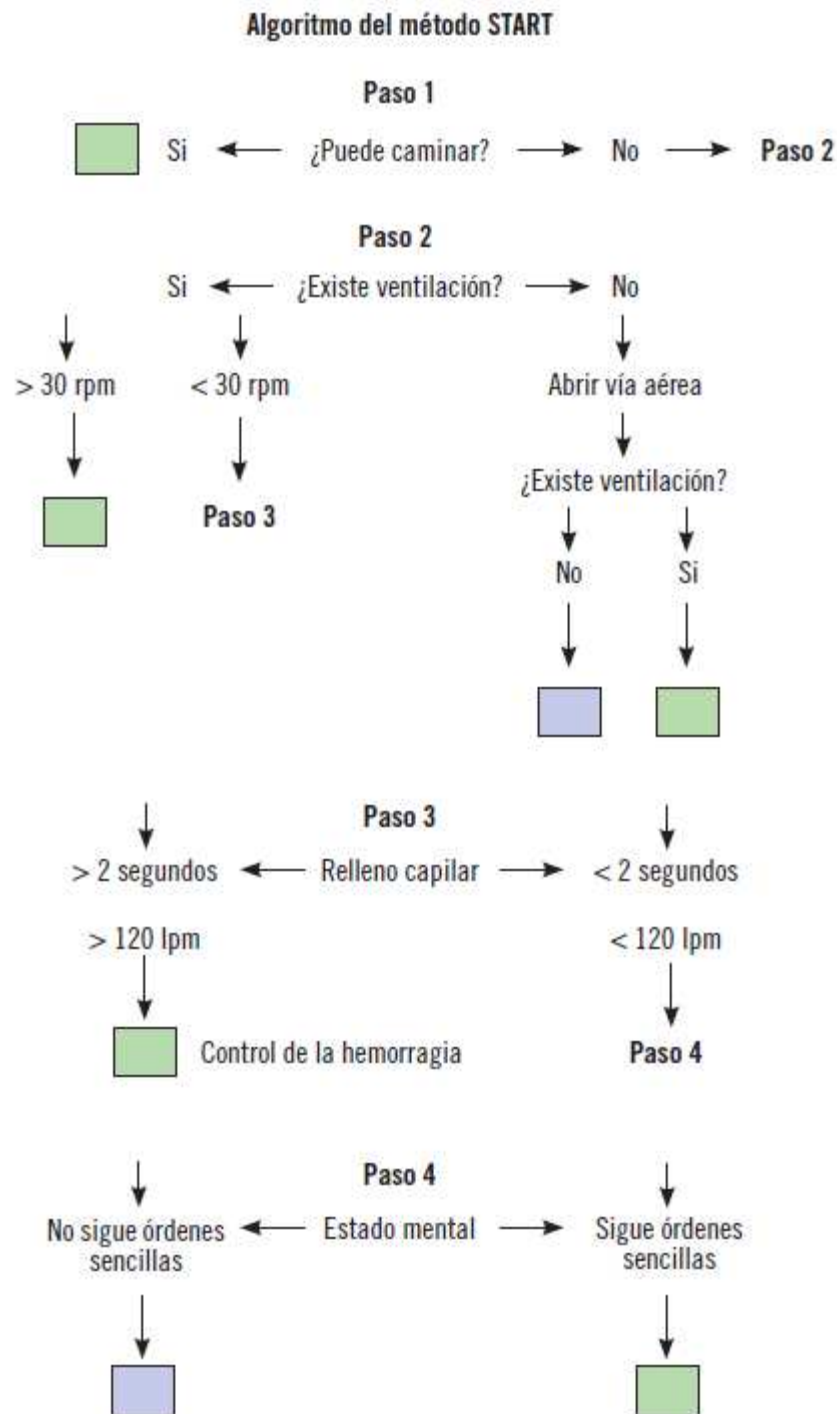 Algoritmo del método START
Paso 1
Si ¿Puede caminar? No Paso 2
Paso 2
Si ¿Existe ventilación? No
> 30 rpm < 30 rpm Abrir vía aérea
¿Existe ventilación?
Paso 3
No Si
Paso 3
> 2 segundos Relleno capilar < 2 segundos
> 120 lpm < 120 lpm
Control de la hemorragia Paso 4
Paso 4
No sigue órdenes Estado mental Sigue órdenes
sencillas sencillas